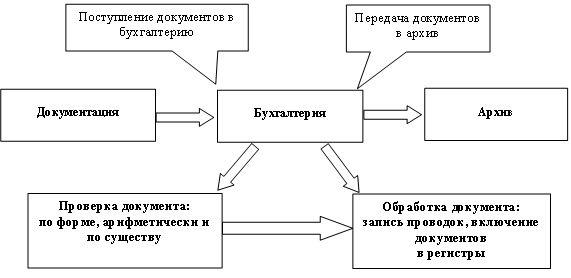 Поступление документов в
бухгалтерию
Передача документов
в архив
Документация
Бухгалтерия
Архив
Проверка документа:
по форме, арифметически и
по существу
Обработка документа:
запись проводок, включение
документов
в регистры